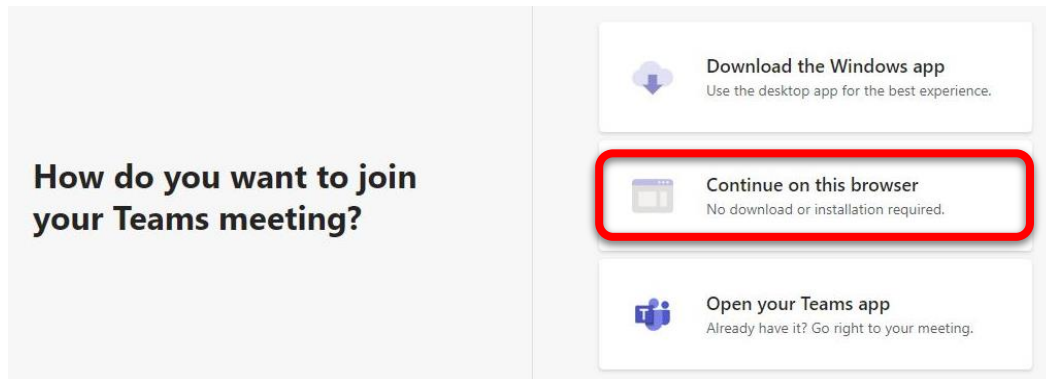 How do you want to join
your Teams meeting?
Download the Windows app
Use the desktop app for the best experience.
Continue on this browser
No download or installation required.
T
Open your Teams app
Already have it? Go right to your meeting.